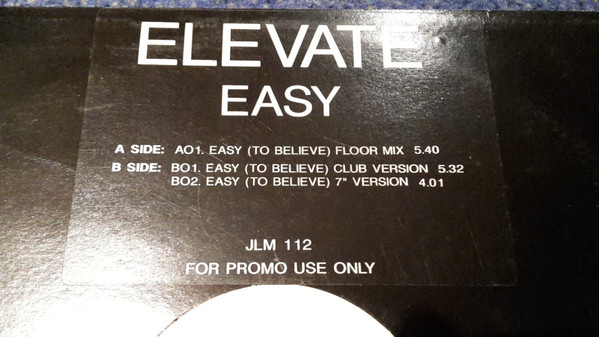 ELEVATE
EASY
A SIDE: AO1. EASY (TO BELIEVE) FLOOR MIX 5.40
B SIDE: BO1. EASY (TO BELIEVE) CLUB VERSION 5.32
BO2. EASY (TO BELIEVE) 7" VERSION 4.01
JLM 112
FOR PROMO USE ONLY